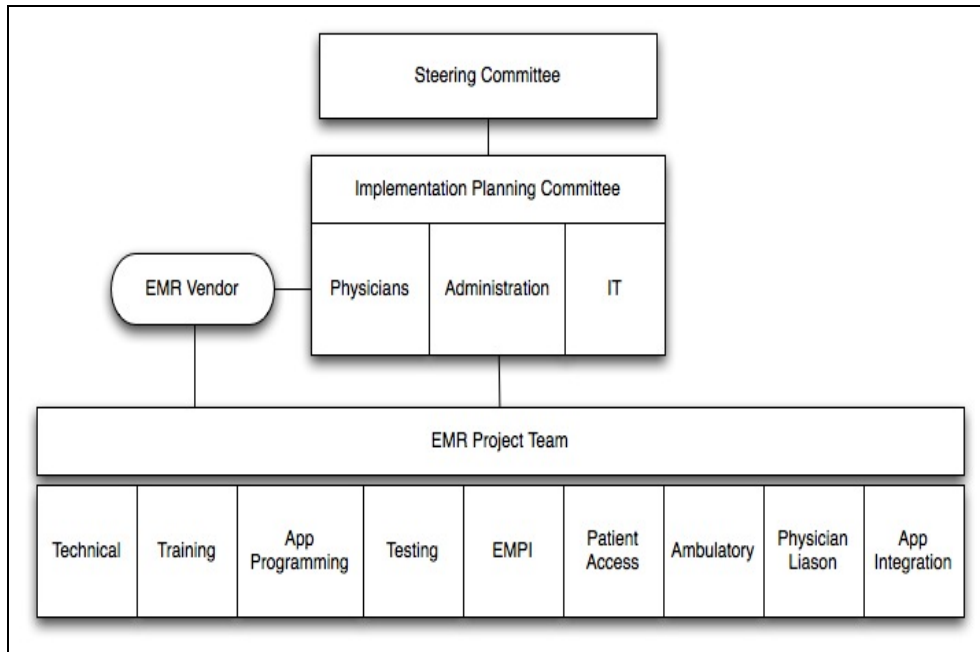 Steering Committee
Implementation Planning Committee
EMR Vendor
Physicians
Administration
IT
EMR Project Team
Technical
Training
App
Programming
Testing
EMPI
Patient
Access
Ambulatory
Physician
Liason
App
Integration